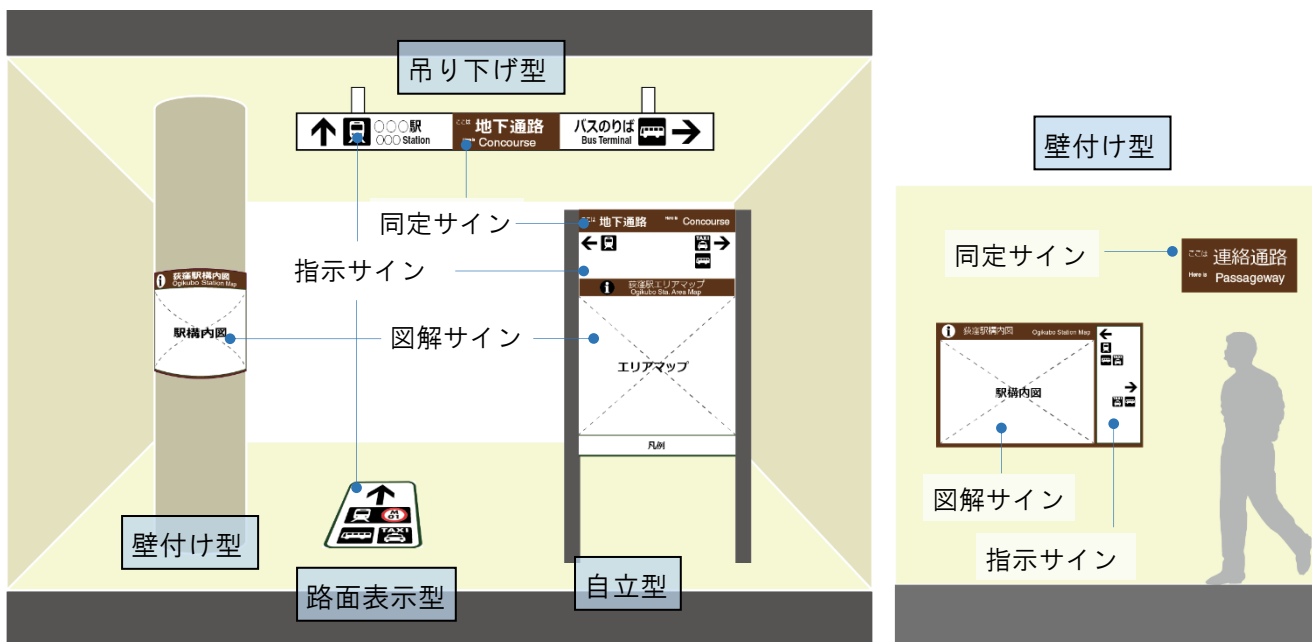 吊り下げ型
○○○駅
○○○ Station
ここは 地下通路
Here is Concourse
バスのりば
Bus Terminal
同定サイン
指示サイン
図解サイン
荻窪駅構内図
Ogikubo Station Map
駅構内図
壁付け型
M
01
TAXI
路面表示型
ここは 地下通路 Here is Concourse
TAXI
荻窪駅エリアマップ
Ogikubo Sta. Area Map
エリアマップ
凡例
自立型
壁付け型
同定サイン
ここは 連絡通路
Here is Passageway
荻窪駅構内図 Ogikubo Station Map
駅構内図
図解サイン
指示サイン